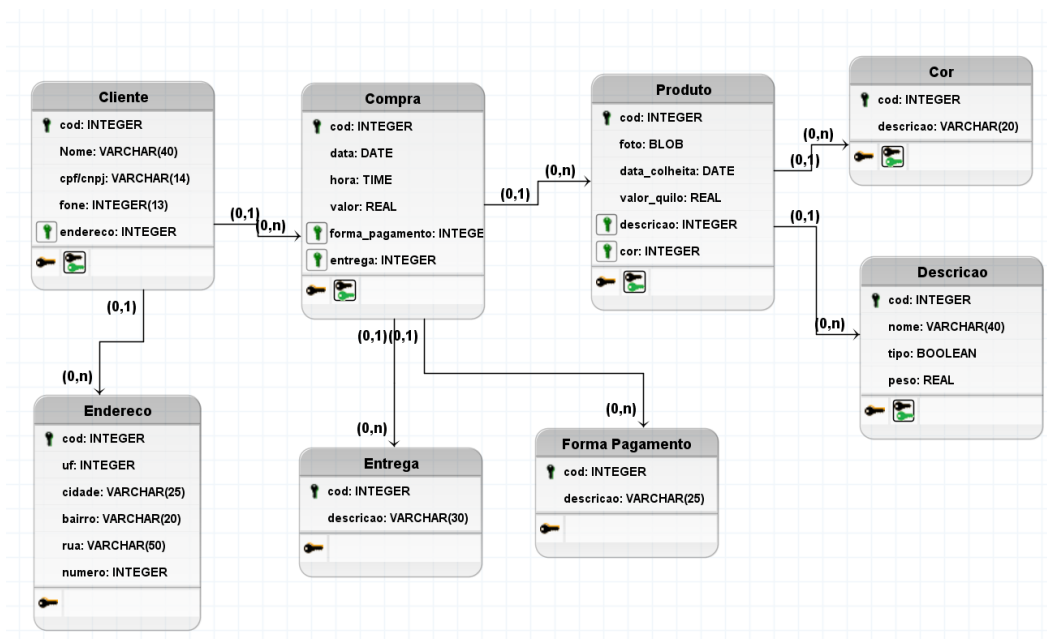 Cliente
cod: INTEGER
Nome: VARCHAR(40)
cpf/cnpj: VARCHAR(14)
fone: INTEGER(13)
endereco: INTEGER
(0,1)
(0,n)
Compra
cod: INTEGER
data: DATE
hora: TIME
valor: REAL
forma_pagamento: INTEGE
entrega: INTEGER
(0,1)
(0,n)
Produto
cod: INTEGER
foto: BLOB
data_colheita: DATE
valor_quilo: REAL
descricao: INTEGER
cor: INTEGER
(0,n)
(0,1)
Cor
cod: INTEGER
descricao: VARCHAR(20)
(0,1)
(0,n)
Descricao
cod: INTEGER
nome: VARCHAR(40)
tipo: BOOLEAN
peso: REAL
(0,1)
(0,n)
Endereco
cod: INTEGER
uf: INTEGER
cidade: VARCHAR(25)
bairro: VARCHAR(20)
rua: VARCHAR(50)
numero: INTEGER
(0,1)(0,1)
(0,n)
Entrega
cod: INTEGER
descricao: VARCHAR(30)
(0,n)
Forma Pagamento
cod: INTEGER
descricao: VARCHAR(25)